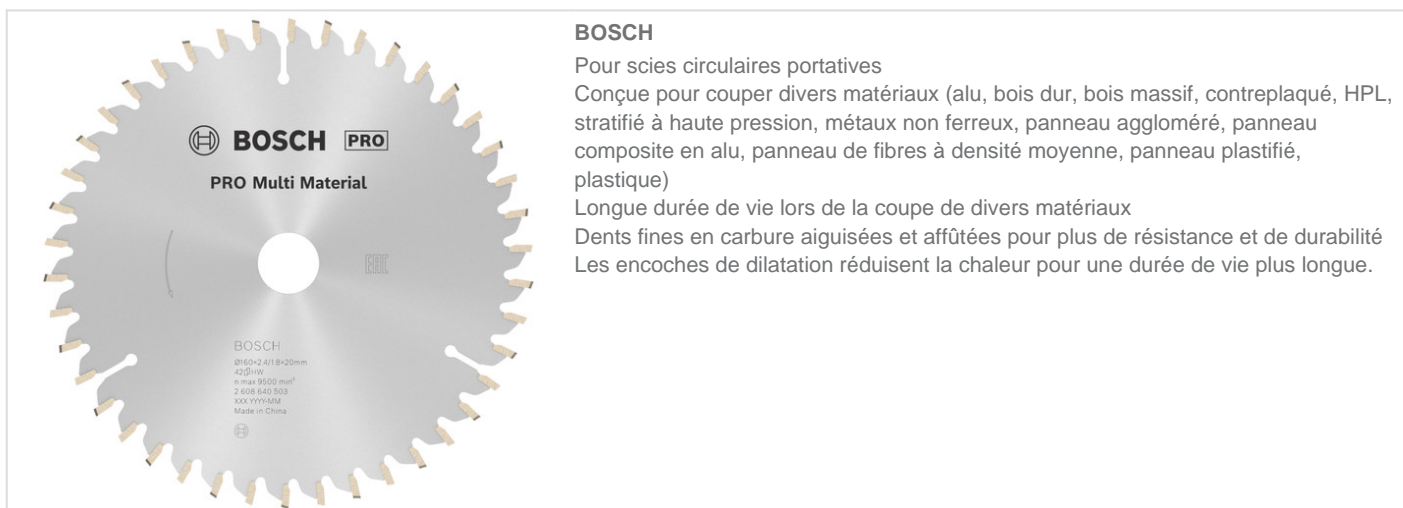 BOSCH PRO
PRO Multi Material
EAC
BOSCH
Ø160×2.4/1.8×20mm
42 HW
n max 9500 min⁻¹
2 608 640 503
XXX YYYY-MM
Made in China
BOSCH
Pour scies circulaires portatives
Conçue pour couper divers matériaux (alu, bois dur, bois massif, contreplaqué, HPL,
stratifié à haute pression, métaux non ferreux, panneau aggloméré, panneau
composite en alu, panneau de fibres à densité moyenne, panneau plastifié,
plastique)
Longue durée de vie lors de la coupe de divers matériaux
Dents fines en carbure aiguisées et affûtées pour plus de résistance et de durabilité
Les encoches de dilatation réduisent la chaleur pour une durée de vie plus longue.